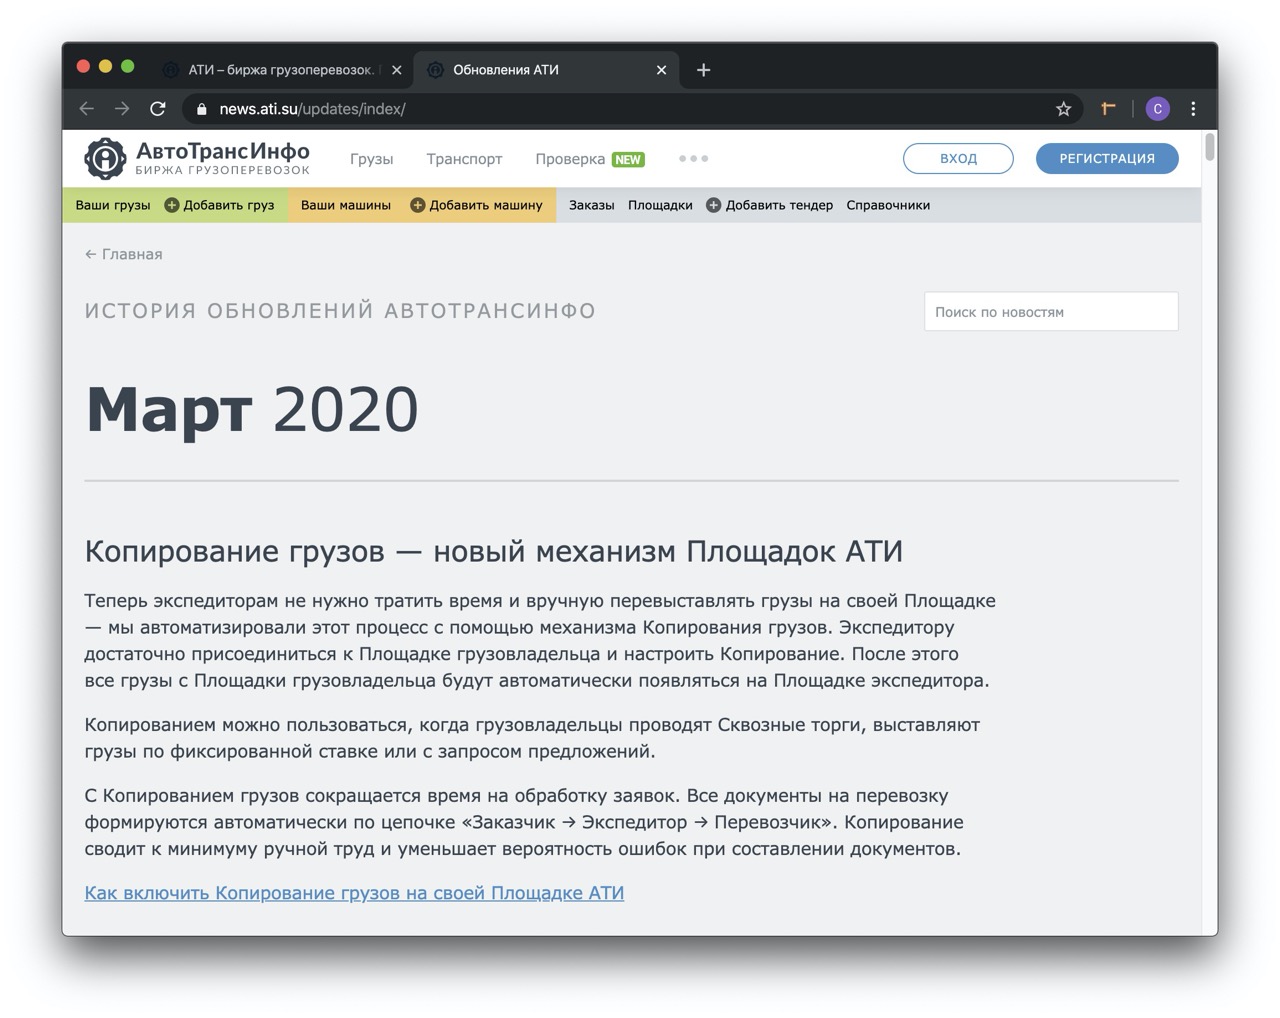 АТИ – биржа грузоперевозок.
Обновления АТИ
news.ati.su/updates/index/
C
АвтоТрансИнфо
БИРЖА ГРУЗОПЕРЕВОЗОК
Грузы
Транспорт
Проверка NEW
ВХОД
РЕГИСТРАЦИЯ
Ваши грузы
Добавить груз
Ваши машины
Добавить машину
Заказы
Площадки
Добавить тендер
Справочники
← Главная
ИСТОРИЯ ОБНОВЛЕНИЙ АВТОТРАНСИНФО
Поиск по новостям
Март 2020
Копирование грузов — новый механизм Площадок АТИ
Теперь экспедиторам не нужно тратить время и вручную перевыставлять грузы на своей Площадке
— мы автоматизировали этот процесс с помощью механизма Копирования грузов. Экспедитору
достаточно присоединиться к Площадке грузовладельца и настроить Копирование. После этого
все грузы с Площадки грузовладельца будут автоматически появляться на Площадке экспедитора.
Копированием можно пользоваться, когда грузовладельцы проводят Сквозные торги, выставляют
грузы по фиксированной ставке или с запросом предложений.
С Копированием грузов сокращается время на обработку заявок. Все документы на перевозку
формируются автоматически по цепочке «Заказчик → Экспедитор → Перевозчик». Копирование
сводит к минимуму ручной труд и уменьшает вероятность ошибок при составлении документов.
Как включить Копирование грузов на своей Площадке АТИ